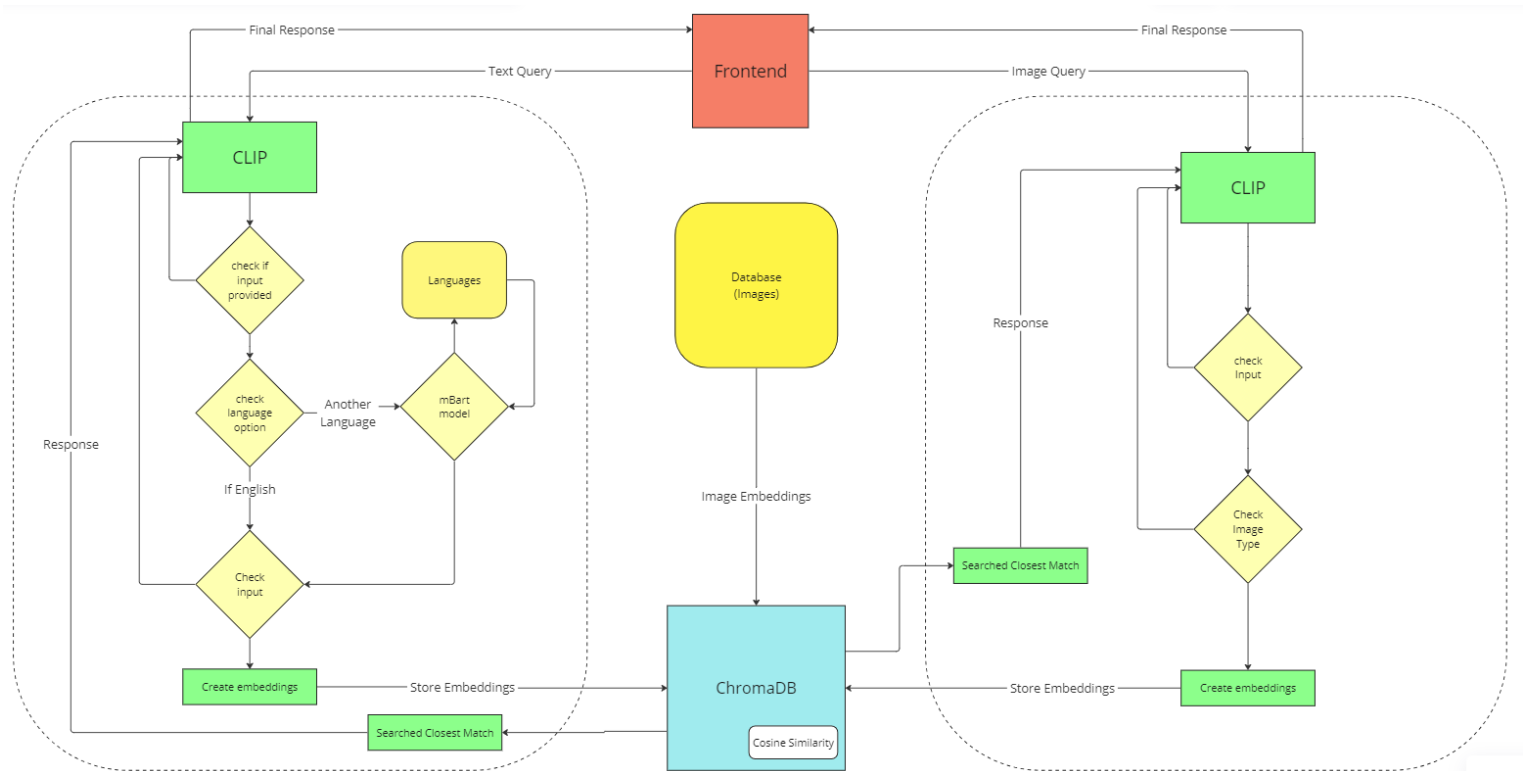 Final Response
Final Response
Frontend
Text Query
Image Query
CLIP
CLIP
check if
input
provided
Languages
Database
(Images)
Response
check
Input
check
language
option
Another
Language
mBart
model
Response
If English
Image Embeddings
Check
Image
Type
Searched Closest Match
Check
input
Create embeddings
Store Embeddings
ChromaDB
Store Embeddings
Create embeddings
Searched Closest Match
Cosine Similarity